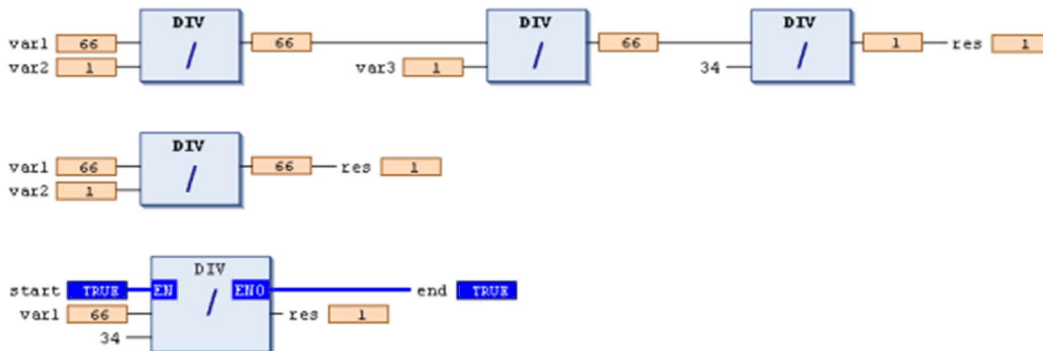 DIV DIV DIV
var1 66 / 66 / 66 / 1 res 1
var2 1 var3 1 34
DIV
var1 66 / 66 res 1
var2 1
DIV
start TRUE EN ENO end TRUE
var1 66 / res 1
34